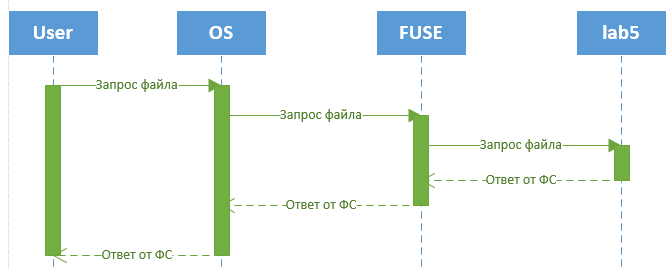 User
OS
FUSE
lab5
Запрос файла
Запрос файла
Запрос файла
Ответ от ФС
Ответ от ФС
Ответ от ФС